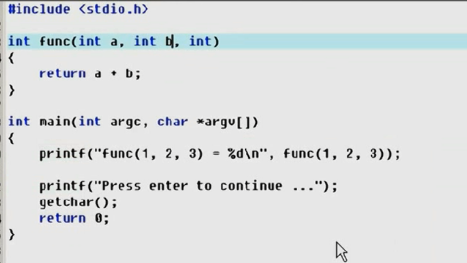 #include <stdio.h>
int func(int a, int b, int)
{
return a + b;
}
int main(int argc, char *argv[])
{
printf("func(1, 2, 3) = %d\n", func(1, 2, 3));
printf("Press enter to continue ...");
getchar();
return 0;
}